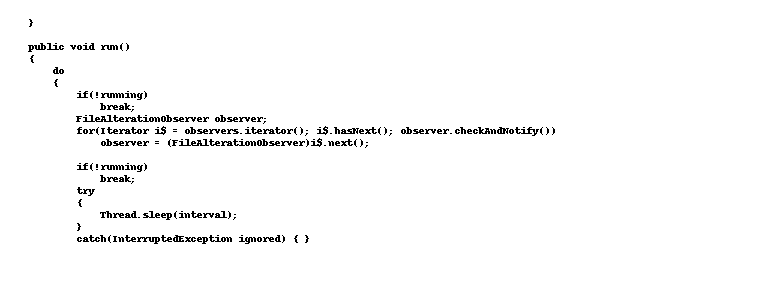 }
public void run()
{
do
{
if(!running)
break;
FileAlterationObserver observer;
for(Iterator i$ = observers.iterator(); i$.hasNext(); observer.checkAndNotify())
observer = (FileAlterationObserver)i$.next();
if(!running)
break;
try
{
Thread.sleep(interval);
}
catch(InterruptedException ignored) { }